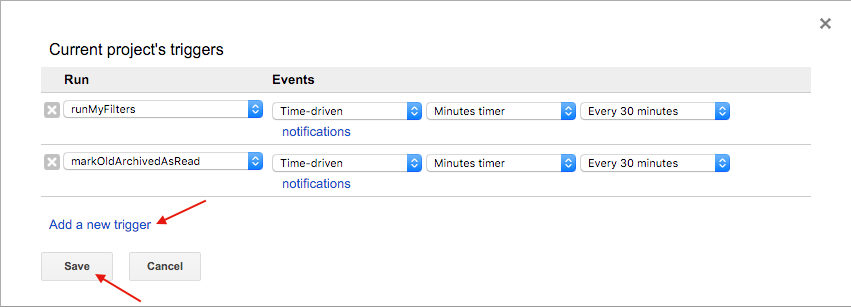 Current project's triggers
Run Events
runMyFilters Time-driven Minutes timer Every 30 minutes
notifications
markOldArchivedAsRead Time-driven Minutes timer Every 30 minutes
notifications
Add a new trigger
Save Cancel